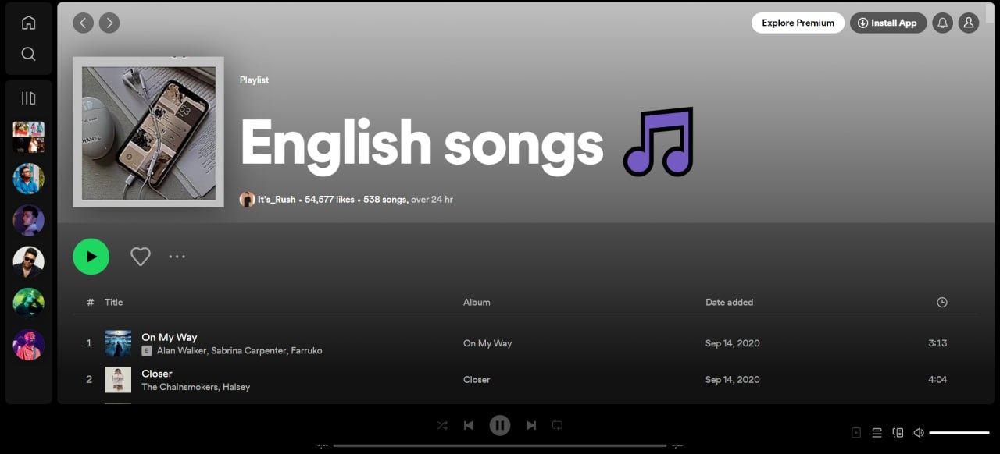 Explore Premium
Install App
Playlist
English songs
It's_Rush • 54,577 likes • 538 songs, over 24 hr
# Title Album Date added
1 On My Way On My Way Sep 14, 2020 3:13
E Alan Walker, Sabrina Carpenter, Farruko
2 Closer Closer Sep 14, 2020 4:04
The Chainsmokers, Halsey
CHANEL
-:--
-:--